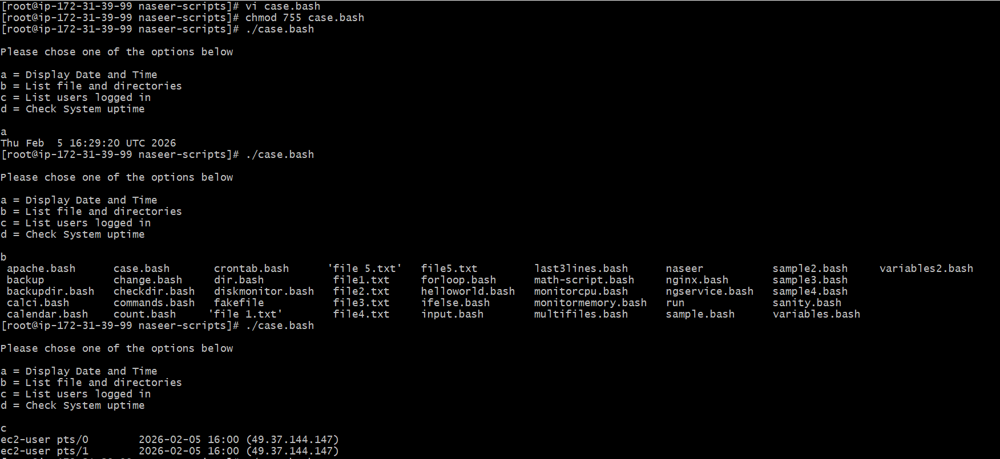 [root@ip-172-31-39-99 naseer-scripts]# vi case.bash
[root@ip-172-31-39-99 naseer-scripts]# chmod 755 case.bash
[root@ip-172-31-39-99 naseer-scripts]# ./case.bash
Please chose one of the options below
a = Display Date and Time
b = List file and directories
c = List users logged in
d = Check System uptime
a
Thu Feb  5 16:29:20 UTC 2026
[root@ip-172-31-39-99 naseer-scripts]# ./case.bash
Please chose one of the options below
a = Display Date and Time
b = List file and directories
c = List users logged in
d = Check System uptime
b
 apache.bash      case.bash       crontab.bash      'file 5.txt'   file5.txt         last3lines.bash      naseer           sample2.bash     variables2.bash
 backup           change.bash     dir.bash           file1.txt     forloop.bash      math-script.bash     nginx.bash       sample3.bash
 backupdir.bash   checkdir.bash   diskmonitor.bash   file2.txt     helloworld.bash   monitorcpu.bash      ngservice.bash   sample4.bash
 calci.bash       commands.bash   fakefile           file3.txt     ifelse.bash       monitormemory.bash   run              sanity.bash
 calendar.bash    count.bash     'file 1.txt'        file4.txt     input.bash        multifiles.bash      sample.bash      variables.bash
[root@ip-172-31-39-99 naseer-scripts]# ./case.bash
Please chose one of the options below
a = Display Date and Time
b = List file and directories
c = List users logged in
d = Check System uptime
c
ec2-user pts/0        2026-02-05 16:00 (49.37.144.147)
ec2-user pts/1        2026-02-05 16:00 (49.37.144.147)